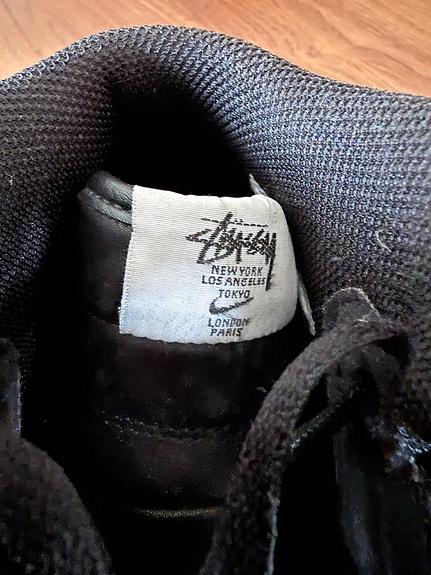 Stüssy
NEW YORK
LOS ANGELES
TOKYO
LONDON
PARIS